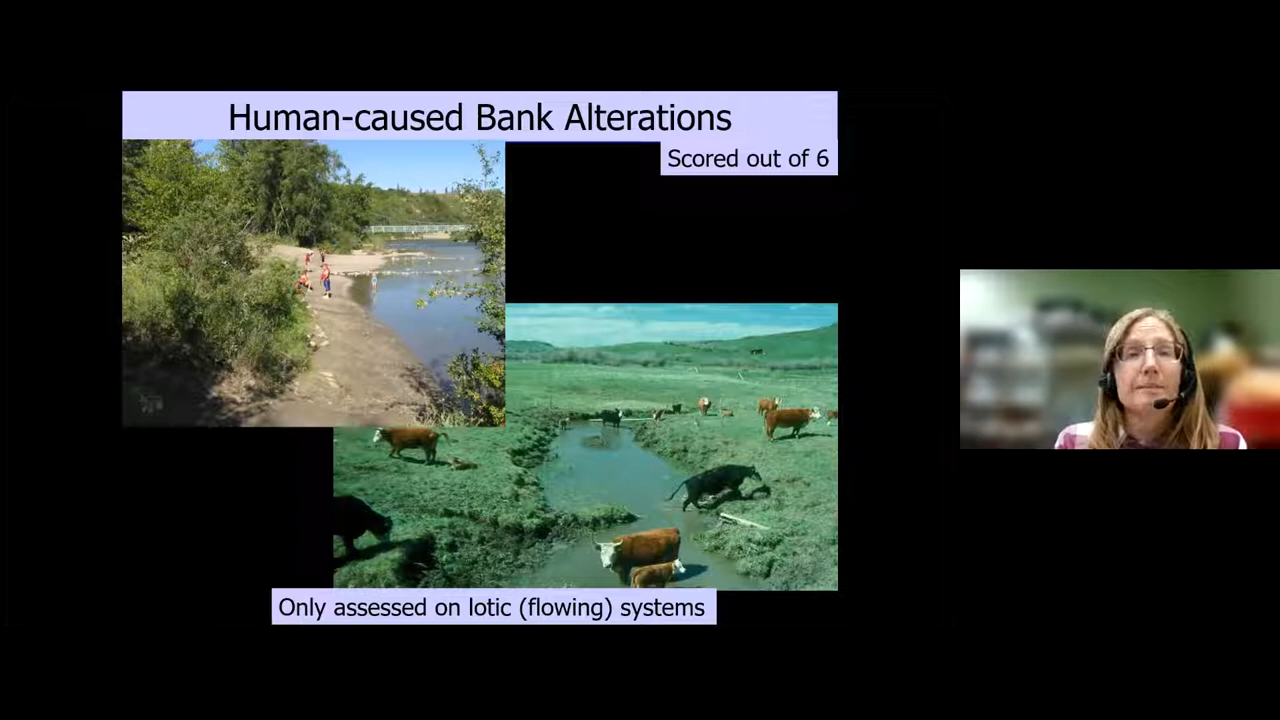 Human-caused Bank Alterations
Scored out of 6
Only assessed on lotic (flowing) systems